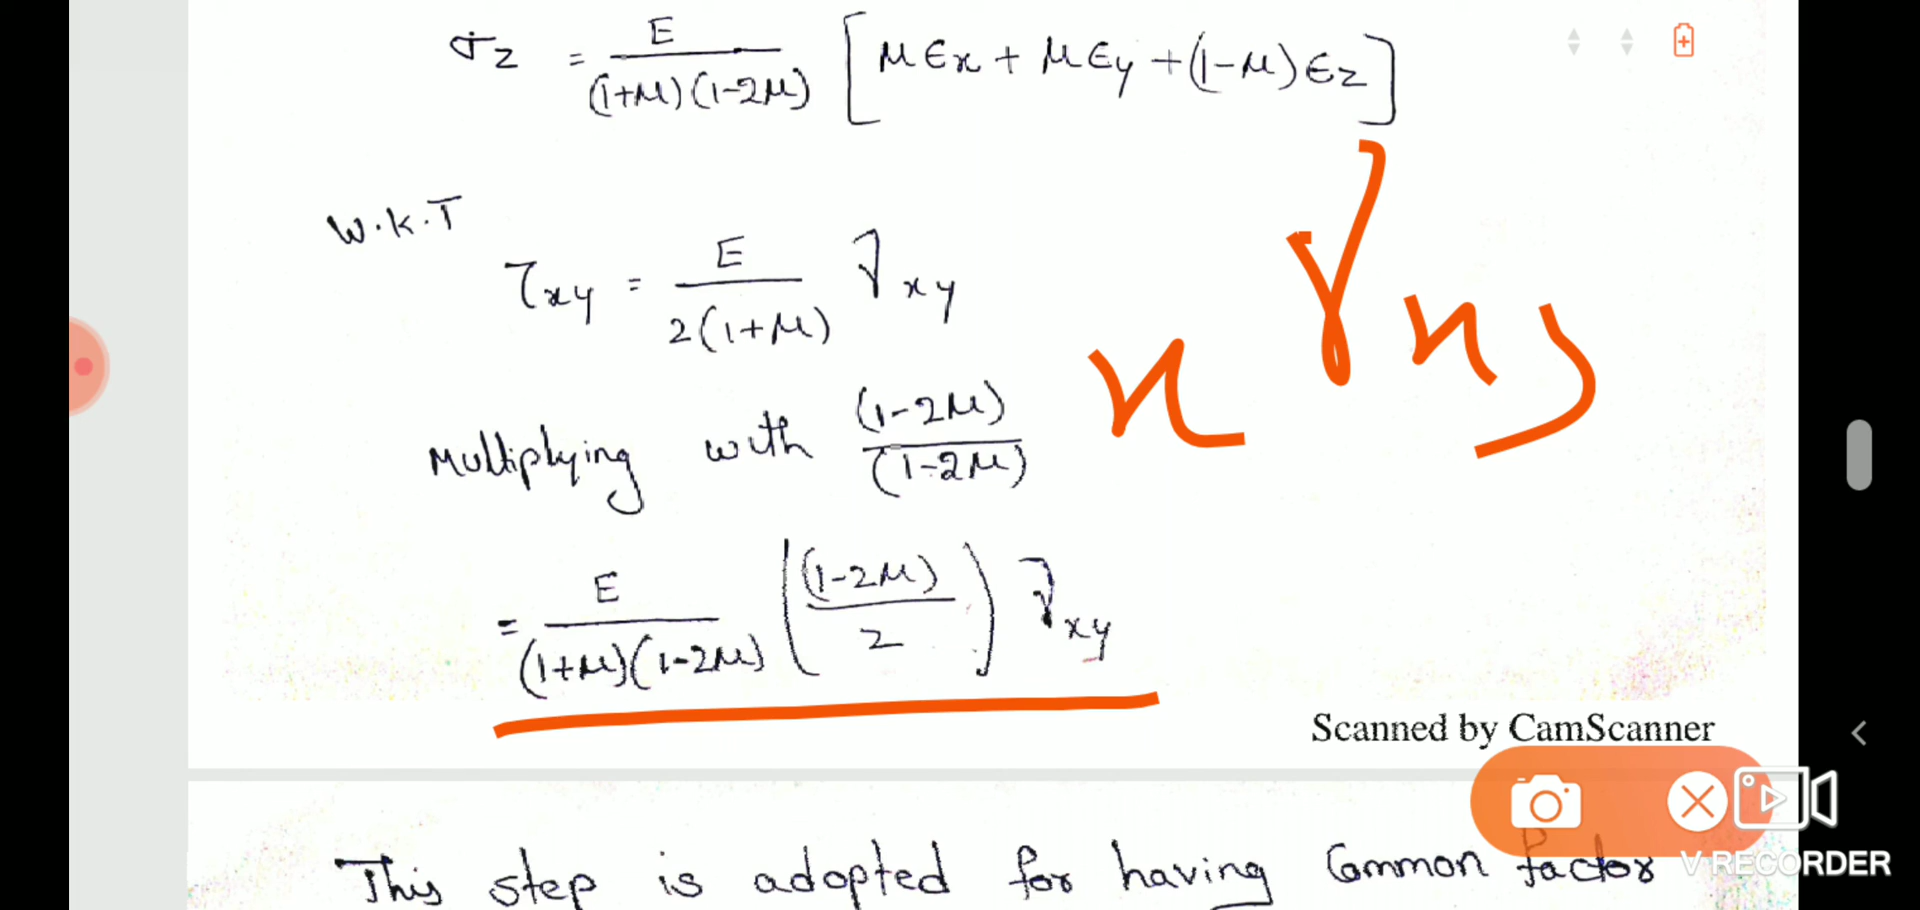 σz = E / (1+μ)(1-2μ) [μϵx + μϵy + (1-μ)ϵz]
W.K.T
τxy = E / 2(1+μ) γxy
x γxy
Multiplying with (1-2μ) / (1-2μ)
= E / (1+μ)(1-2μ) ((1-2μ) / 2) γxy
Scanned by CamScanner
V RECORDER
This step is adopted for having Common factor